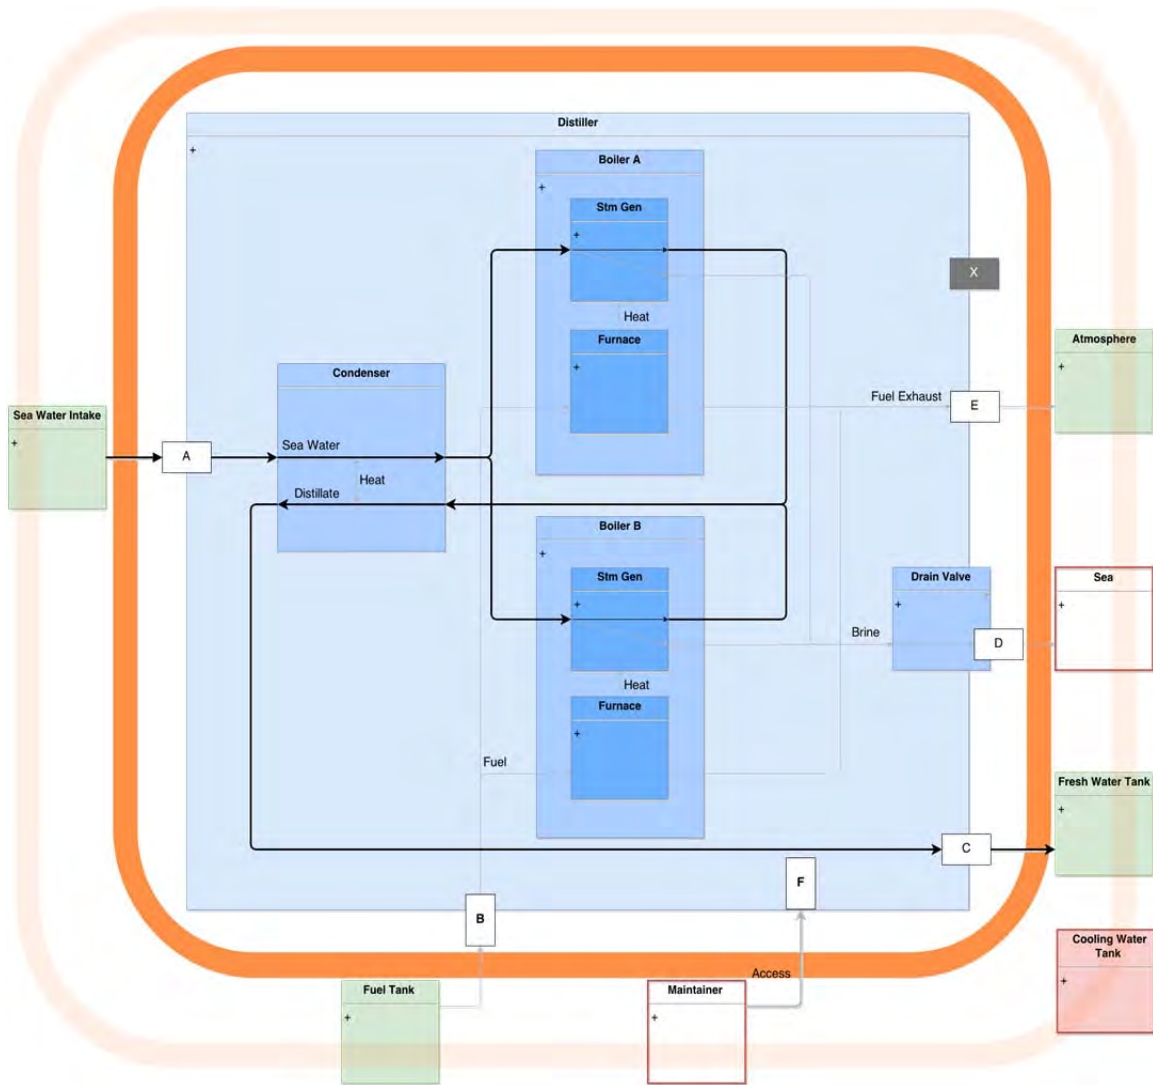 Distiller
+
Boiler A
+
Stm Gen
+
Heat
Furnace
+
X
Atmosphere
+
Condenser
Sea Water
Heat
Distillate
Fuel Exhaust
E
Sea Water Intake
+
A
Boiler B
+
Stm Gen
+
Heat
Furnace
+
Brine
Drain Valve
+
D
Sea
+
Fuel
Fresh Water Tank
+
C
F
B
Cooling Water
Tank
+
Access
Fuel Tank
+
Maintainer
+